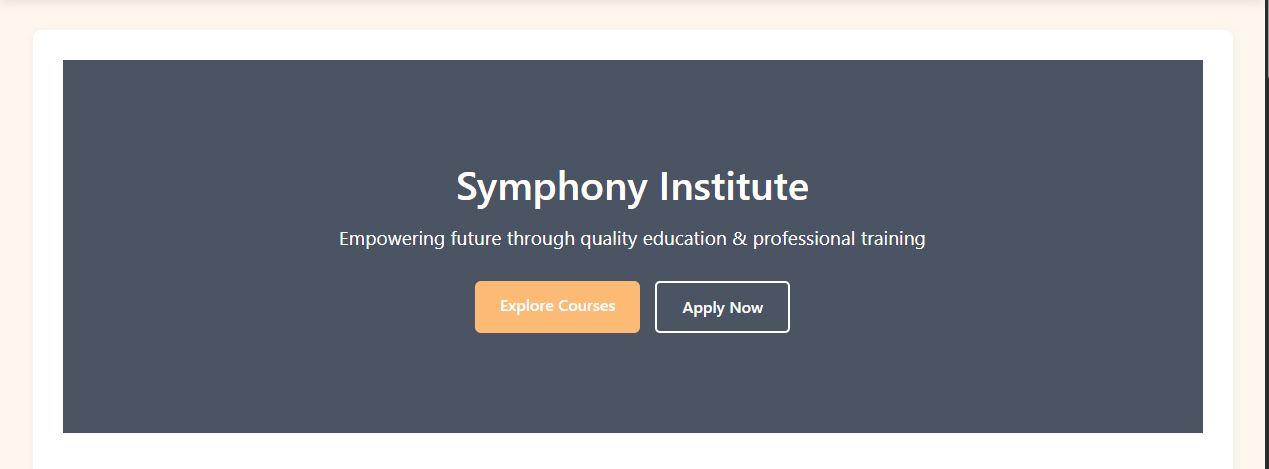 Symphony Institute
Empowering future through quality education & professional training
Explore Courses
Apply Now